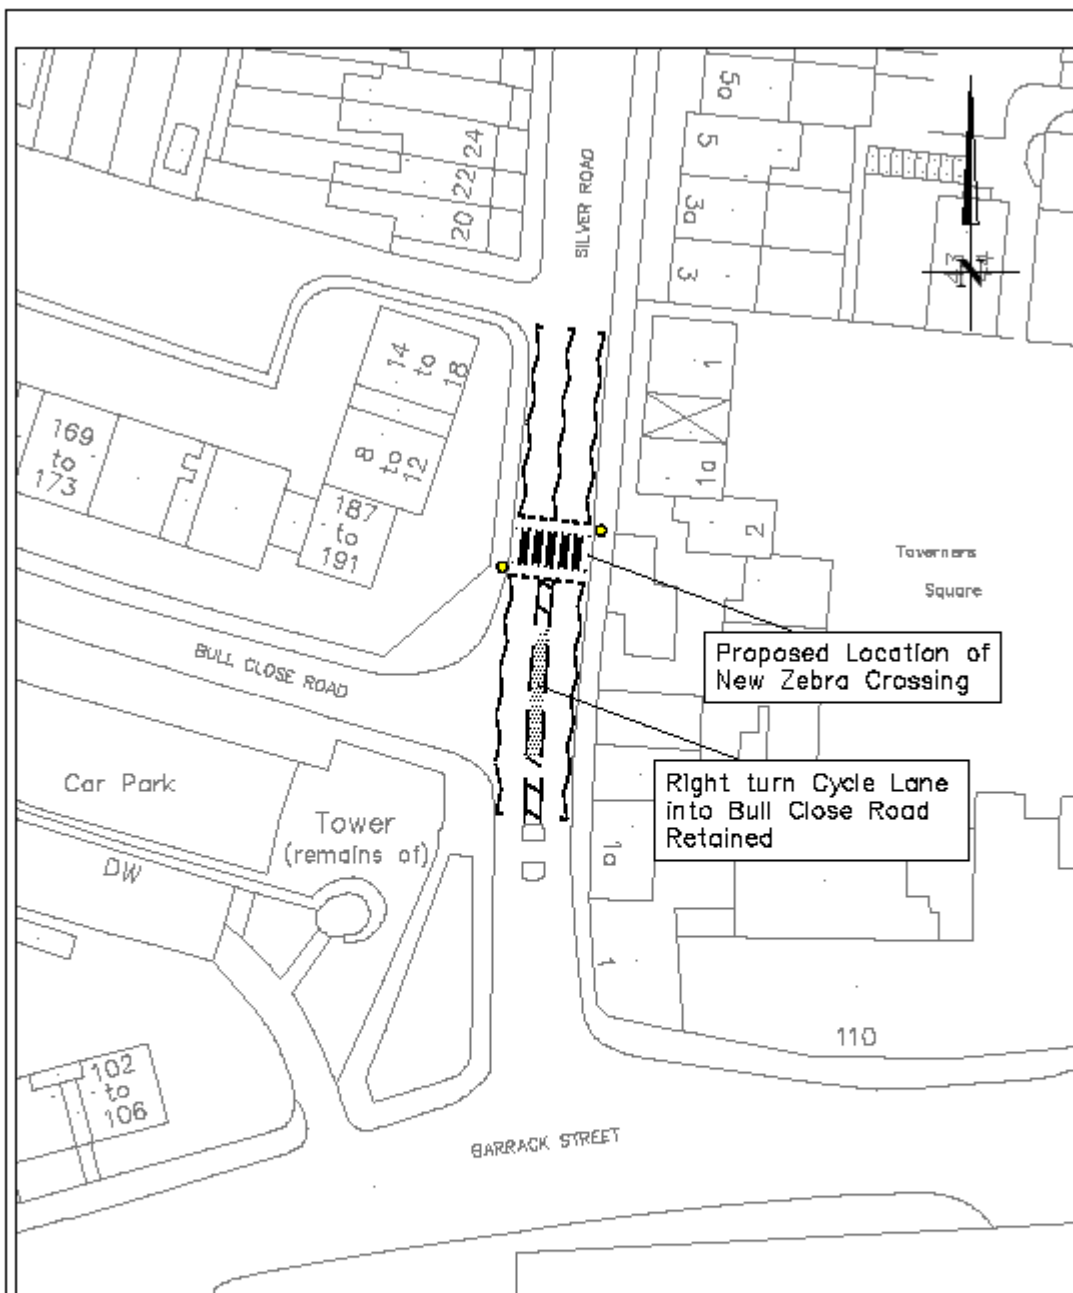 5a
5
3a
3
24
22
20
SILVER ROAD
43
44
N
14
to
18
8
to
12
187
to
191
169
to
173
1
1a
2
Taverners
Square
BULL CLOSE ROAD
Proposed Location of
New Zebra Crossing
Right turn Cycle Lane
into Bull Close Road
Retained
Car Park
Tower
(remains of)
DW
1a
1
110
102
to
106
BARRACK STREET